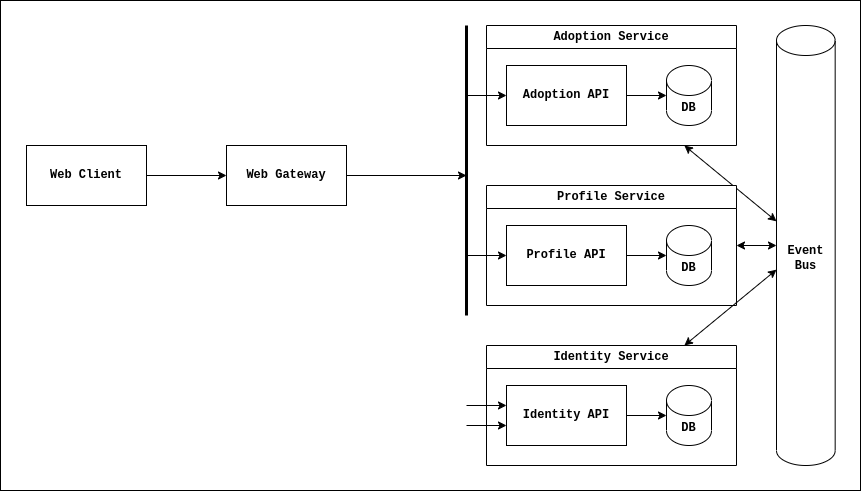 Adoption Service
Adoption API
DB
Web Client
Web Gateway
Profile Service
Profile API
DB
Event
Bus
Identity Service
Identity API
DB